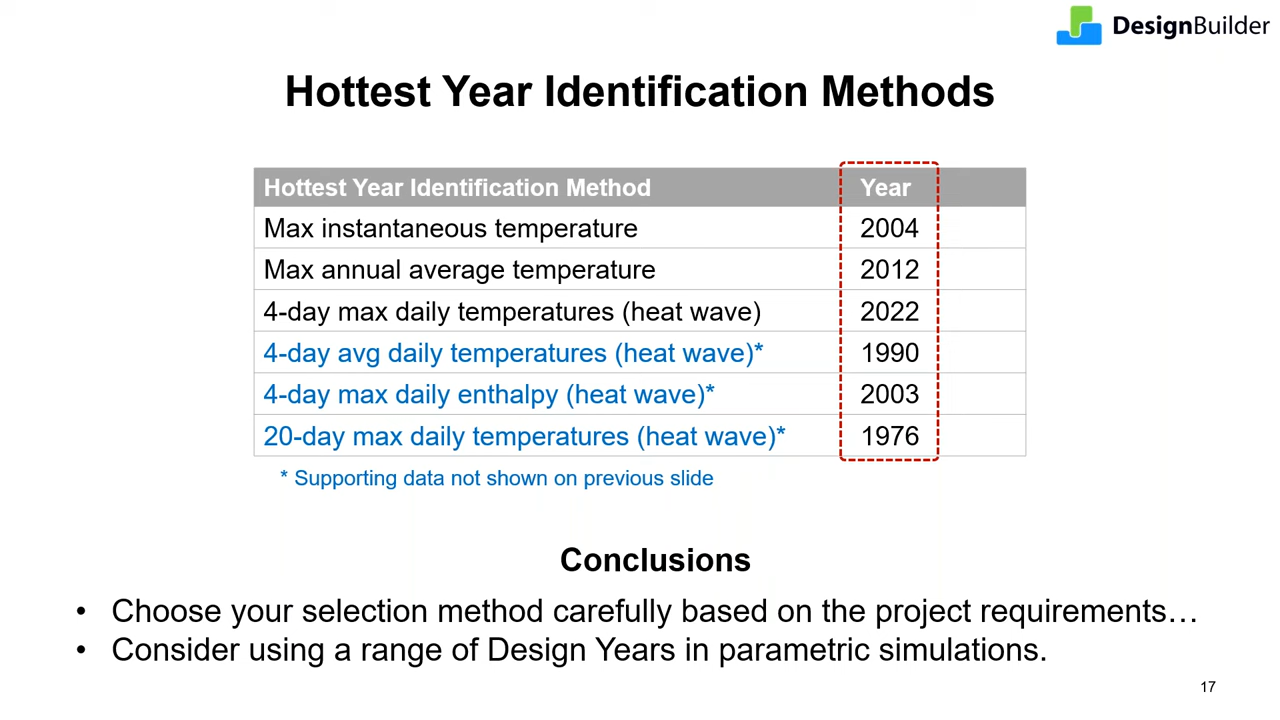 DesignBuilder
Hottest Year Identification Methods
Hottest Year Identification Method Year
Max instantaneous temperature 2004
Max annual average temperature 2012
4-day max daily temperatures (heat wave) 2022
4-day avg daily temperatures (heat wave)* 1990
4-day max daily enthalpy (heat wave)* 2003
20-day max daily temperatures (heat wave)* 1976
* Supporting data not shown on previous slide
Conclusions
• Choose your selection method carefully based on the project requirements…
• Consider using a range of Design Years in parametric simulations.
17